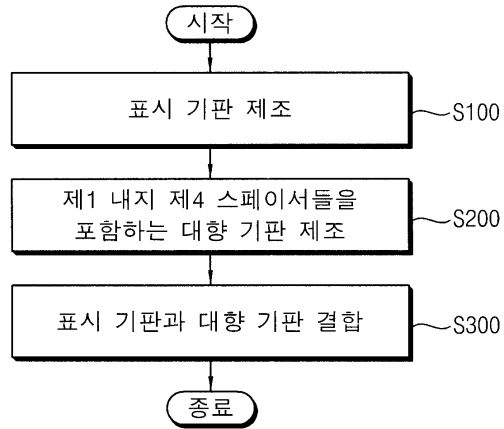 시작
표시 기판 제조
S100
제1 내지 제4 스페이서들을
포함하는 대향 기판 제조
S200
표시 기판과 대향 기판 결합
S300
종료